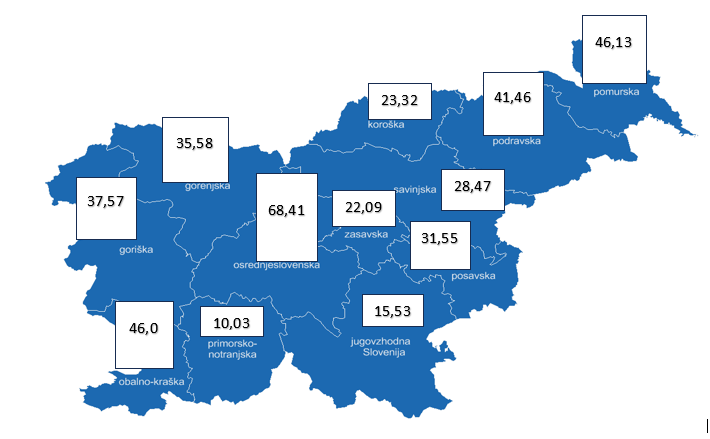 46,13
pomurska
41,46
podravska
23,32
koroška
35,58
gorenjska
28,47
savinjska
37,57
goriška
68,41
osrednjeslovenska
22,09
zasavska
31,55
posavska
15,53
jugovzhodna
Slovenija
10,03
primorsko-
notranjska
46,0
obalno-kraška